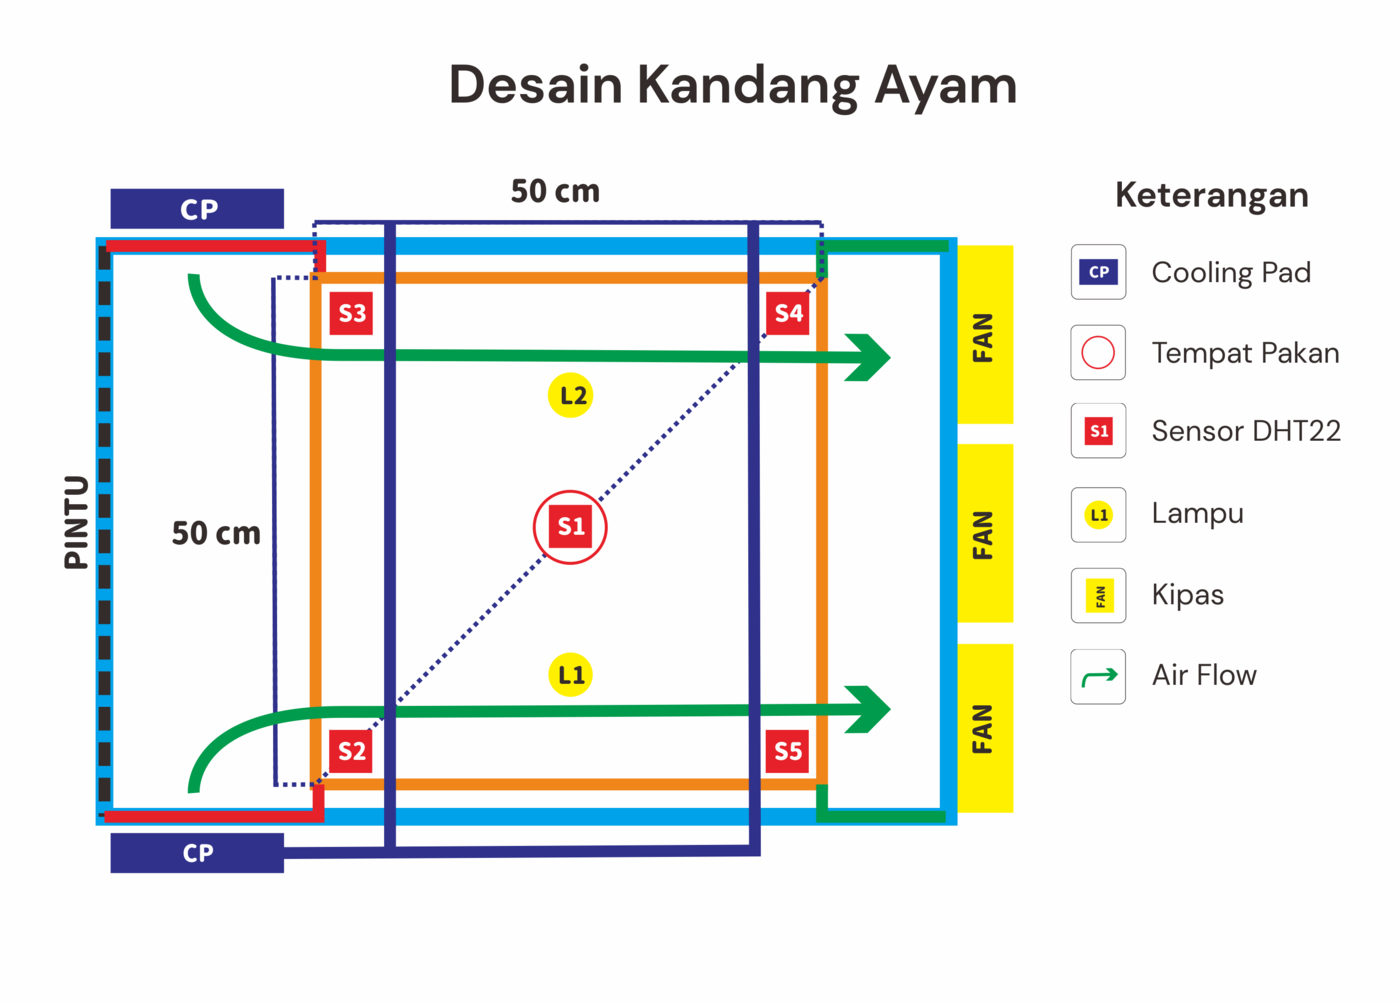 Desain Kandang Ayam
50 cm
CP
Keterangan
CP
Cooling Pad
S3
S4
FAN
Tempat Pakan
L2
S1
Sensor DHT22
PINTU
50 cm
S1
FAN
L1
Lampu
FAN
Kipas
L1
Air Flow
S2
S5
FAN
CP